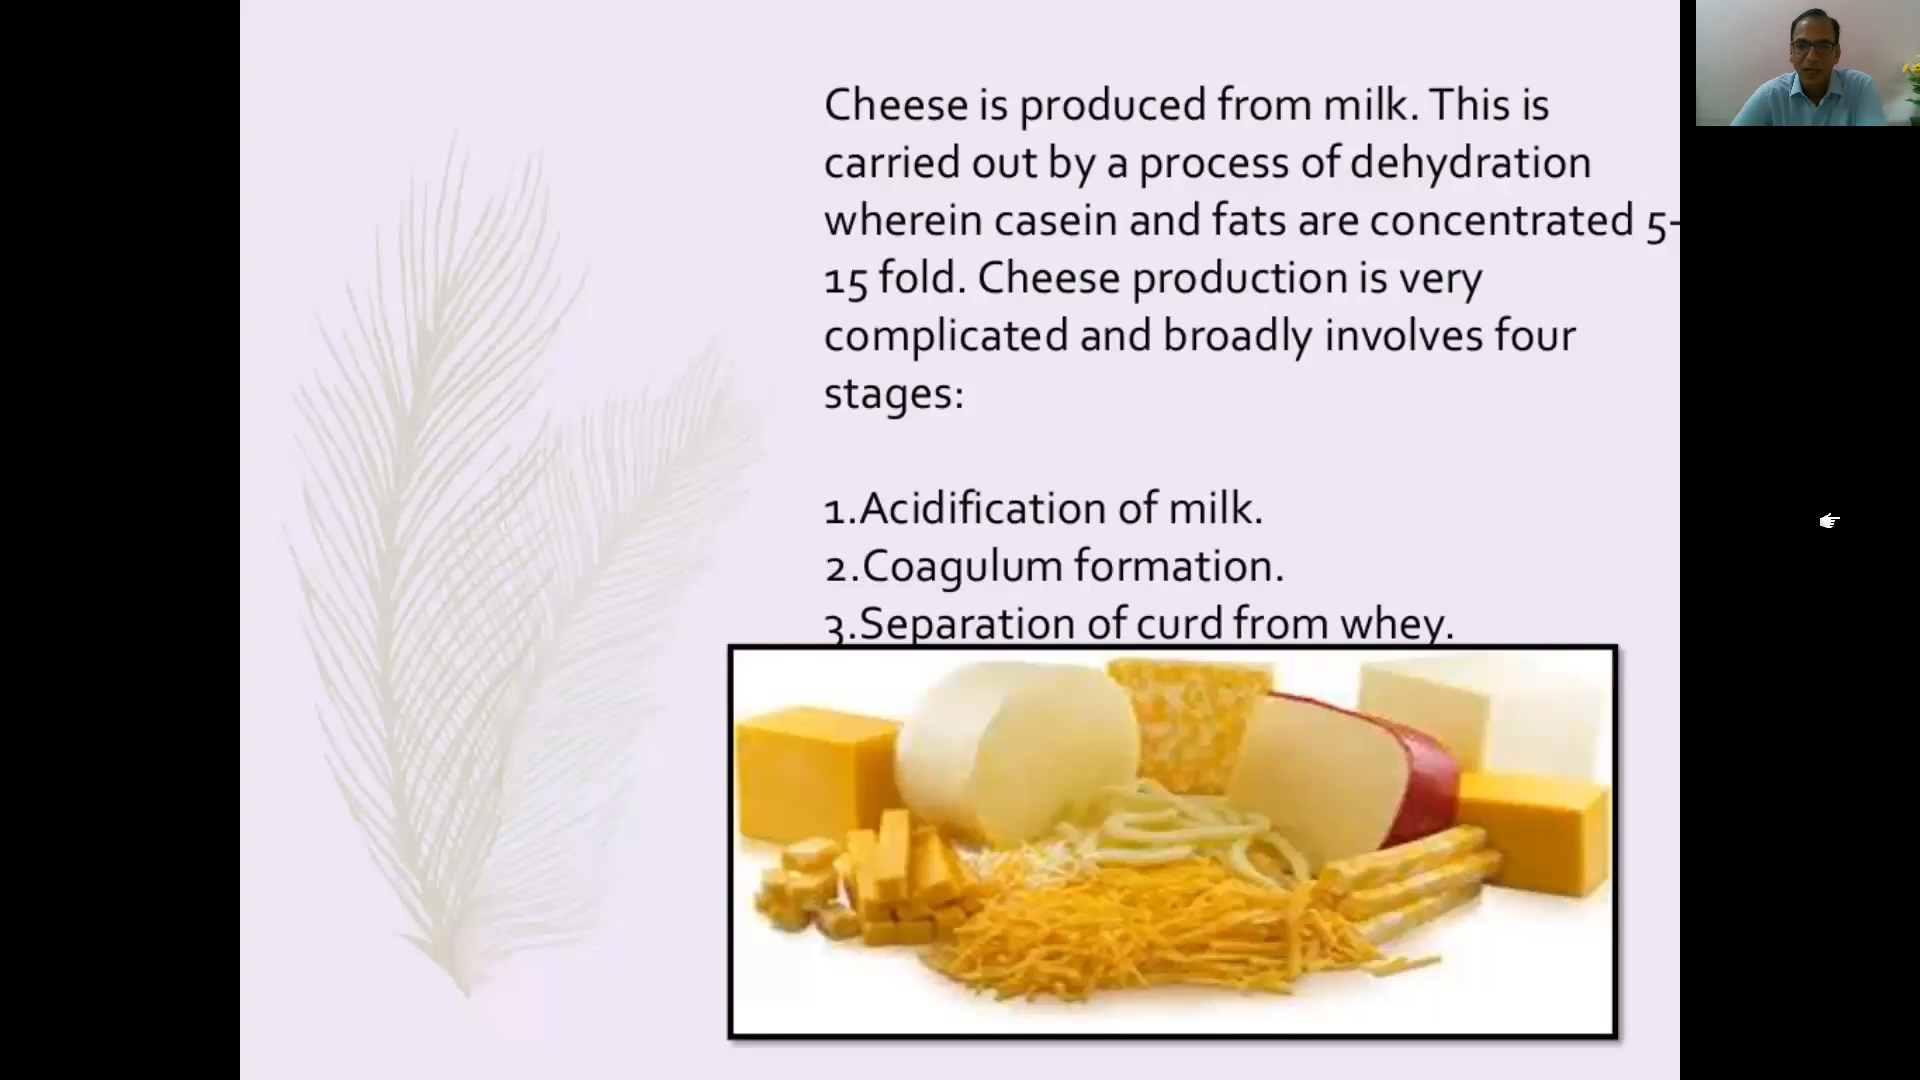 Cheese is produced from milk. This is
carried out by a process of dehydration
wherein casein and fats are concentrated 5-
15 fold. Cheese production is very
complicated and broadly involves four
stages:
1.Acidification of milk.
2.Coagulum formation.
3.Separation of curd from whey.